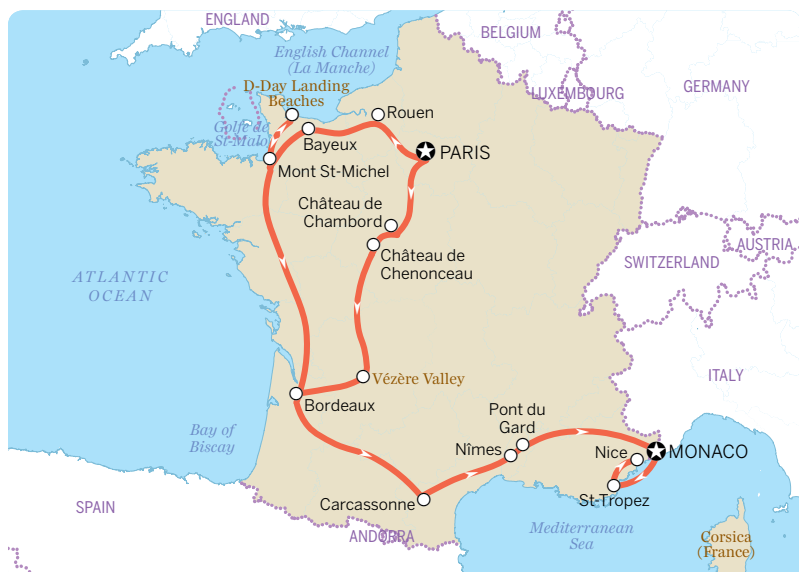 ENGLAND
BELGIUM
English Channel
(La Manche)
GERMANY
D-Day Landing
Beaches
LUXEMBOURG
Rouen
Golfe de
St-Malo
Bayeux
PARIS
Mont St-Michel
Château de
Chambord
AUSTRIA
SWITZERLAND
Château de
Chenonceau
ATLANTIC
OCEAN
ITALY
Vézère Valley
Bordeaux
Pont du
Gard
Bay of
Biscay
Nîmes
Nice
MONACO
Carcassonne
St-Tropez
SPAIN
Mediterranean
Sea
ANDORRA
Corsica
(France)